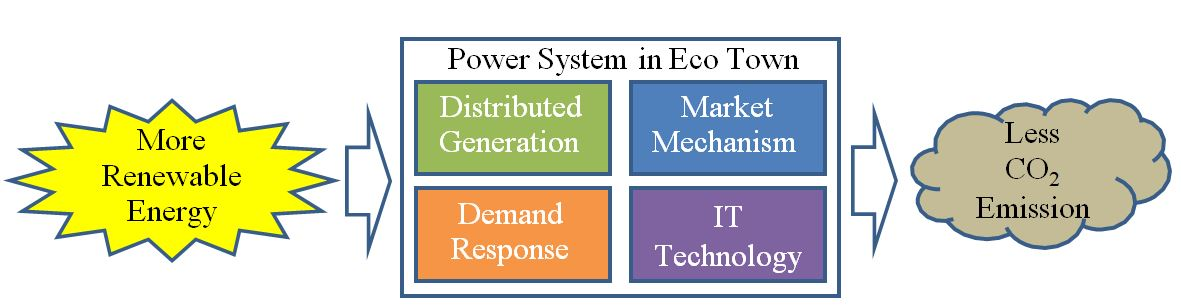 More
Renewable
Energy
Power System in Eco Town
Distributed
Generation
Market
Mechanism
Demand
Response
IT
Technology
Less
CO₂
Emission